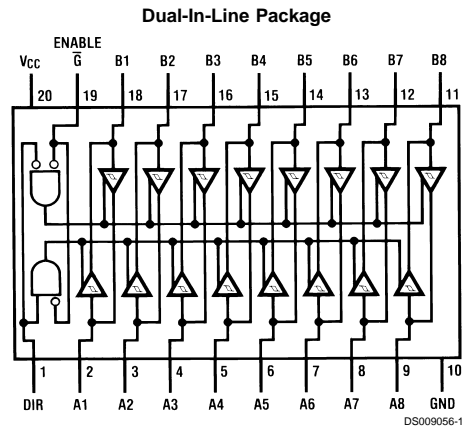 Dual-In-Line Package
ENABLE
VCC G̅ B1 B2 B3 B4 B5 B6 B7 B8
20 19 18 17 16 15 14 13 12 11
1 2 3 4 5 6 7 8 9 10
DIR A1 A2 A3 A4 A5 A6 A7 A8 GND
DS009056-1